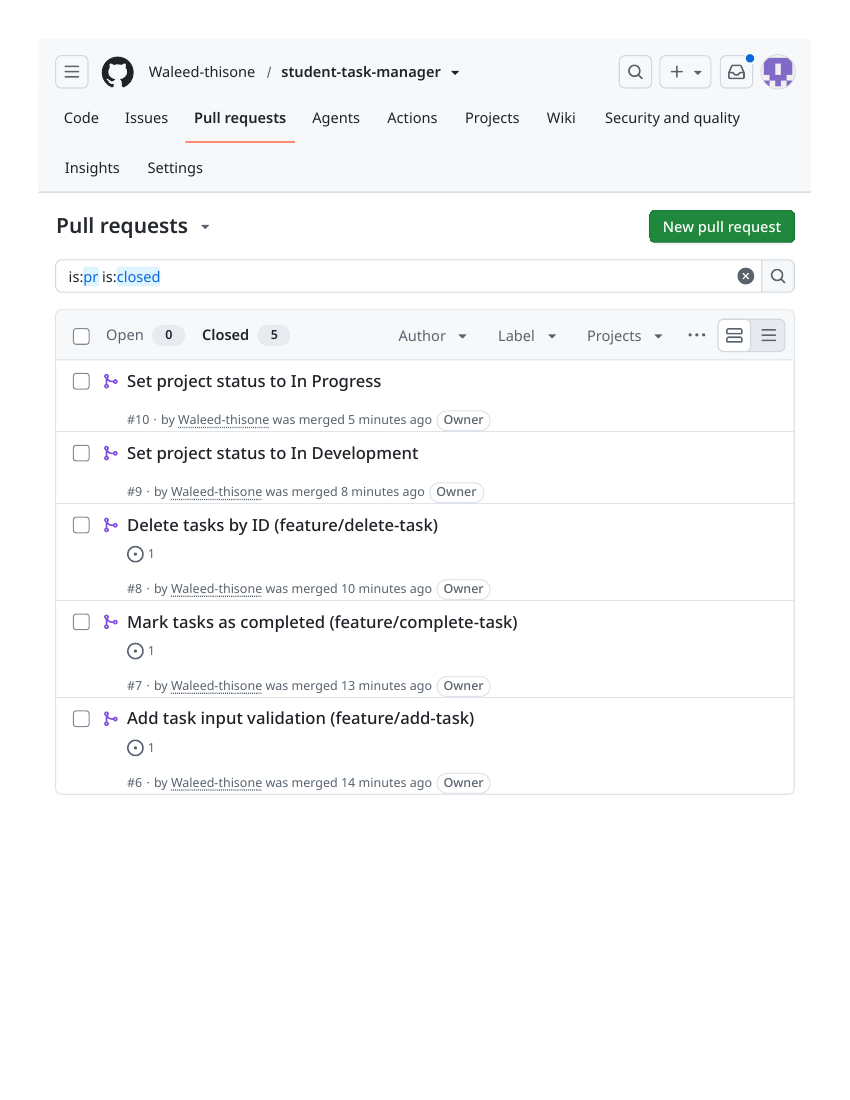 Waleed-thisone / student-task-manager
Code Issues Pull requests Agents Actions Projects Wiki Security and quality
Insights Settings
Pull requests
New pull request
is:pr is:closed
Open 0 Closed 5 Author Label Projects
Set project status to In Progress
#10 · by Waleed-thisone was merged 5 minutes ago Owner
Set project status to In Development
#9 · by Waleed-thisone was merged 8 minutes ago Owner
Delete tasks by ID (feature/delete-task)
1
#8 · by Waleed-thisone was merged 10 minutes ago Owner
Mark tasks as completed (feature/complete-task)
1
#7 · by Waleed-thisone was merged 13 minutes ago Owner
Add task input validation (feature/add-task)
1
#6 · by Waleed-thisone was merged 14 minutes ago Owner